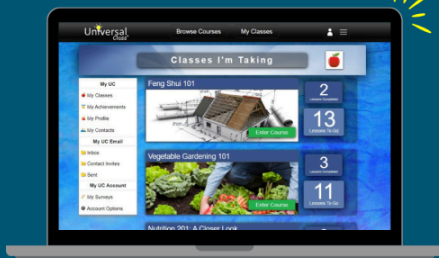 Universal
Class
Browse Courses
My Classes
Classes I'm Taking
My UC
My Classes
My Achievements
My Profile
My Contacts
My UC Email
Inbox
Contact Invites
Sent
My UC Account
My Surveys
Account Options
Feng Shui 101
Enter Course
2
Lessons Completed
13
Lessons To Go
Vegetable Gardening 101
Enter Course
3
Lessons Completed
11
Lessons To Go
Nutrition 201: A Closer Look